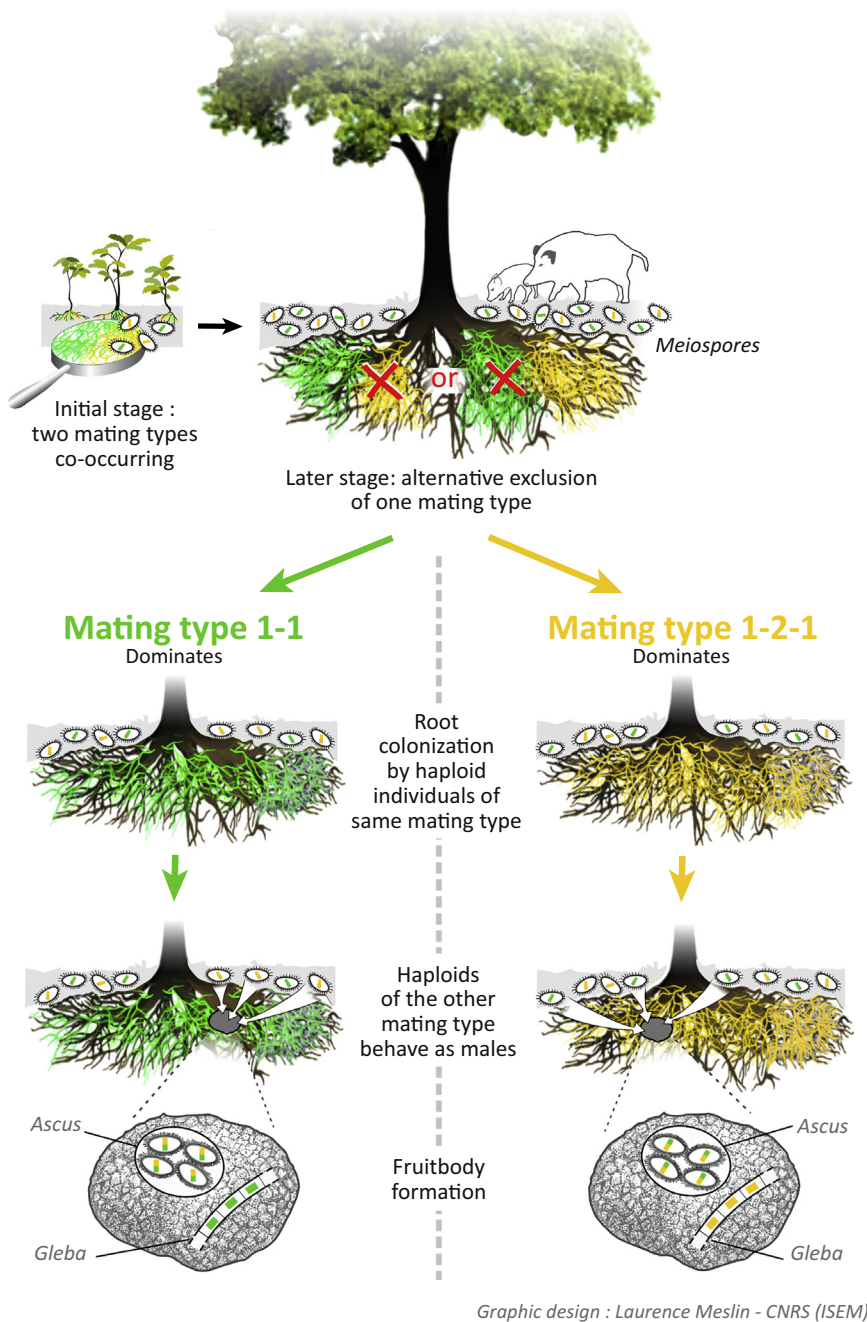 Initial stage :
two mating types
co-occurring
or
Meiospores
Later stage: alternative exclusion
of one mating type
Mating type 1-1
Dominates
Mating type 1-2-1
Dominates
Root
colonization
by haploid
individuals of
same mating type
Haploids
of the other
mating type
behave as males
Ascus
Gleba
Fruitbody
formation
Ascus
Gleba
Graphic design : Laurence Meslin - CNRS (ISEM)